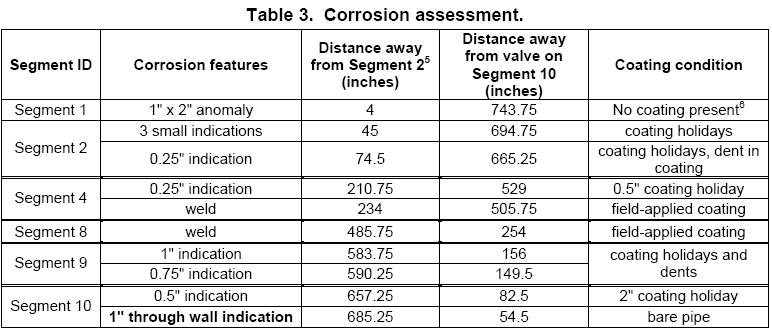 Table 3. Corrosion assessment.
Segment ID | Corrosion features | Distance away from Segment 2⁵ (inches) | Distance away from valve on Segment 10 (inches) | Coating condition
Segment 1 | 1" x 2" anomaly | 4 | 743.75 | No coating present⁶
Segment 2 | 3 small indications | 45 | 694.75 | coating holidays
0.25" indication | 74.5 | 665.25 | coating holidays, dent in coating
Segment 4 | 0.25" indication | 210.75 | 529 | 0.5" coating holiday
weld | 234 | 505.75 | field-applied coating
Segment 8 | weld | 485.75 | 254 | field-applied coating
Segment 9 | 1" indication | 583.75 | 156 | coating holidays and dents
0.75" indication | 590.25 | 149.5
Segment 10 | 0.5" indication | 657.25 | 82.5 | 2" coating holiday
1" through wall indication | 685.25 | 54.5 | bare pipe